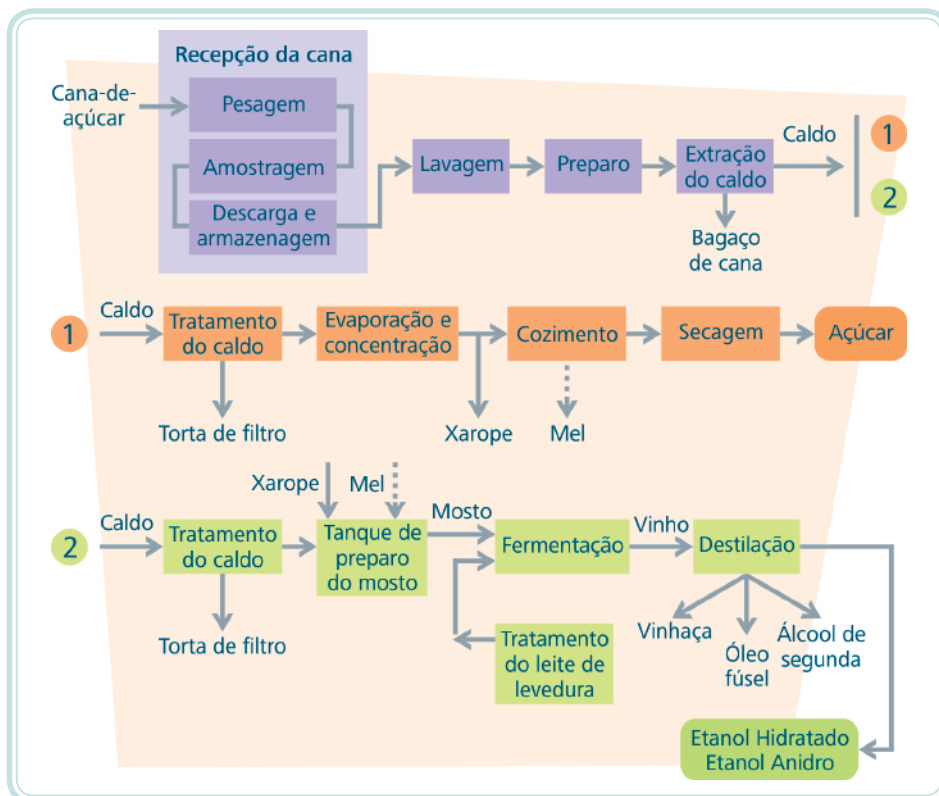 Recepção da cana
Cana-de-
açúcar
Pesagem
Amostragem
Descarga e
armazenagem
Lavagem
Preparo
Extração
do caldo
Caldo
1
2
Bagaço
de cana
1
Caldo
Tratamento
do caldo
Evaporação e
concentração
Cozimento
Secagem
Açúcar
Torta de filtro
Xarope
Mel
2
Caldo
Tratamento
do caldo
Xarope
Mel
Tanque de
preparo
do mosto
Mosto
Fermentação
Vinho
Destilação
Torta de filtro
Tratamento
do leite de
levedura
Vinhaça
Óleo
fúsel
Álcool de
segunda
Etanol Hidratado
Etanol Anidro